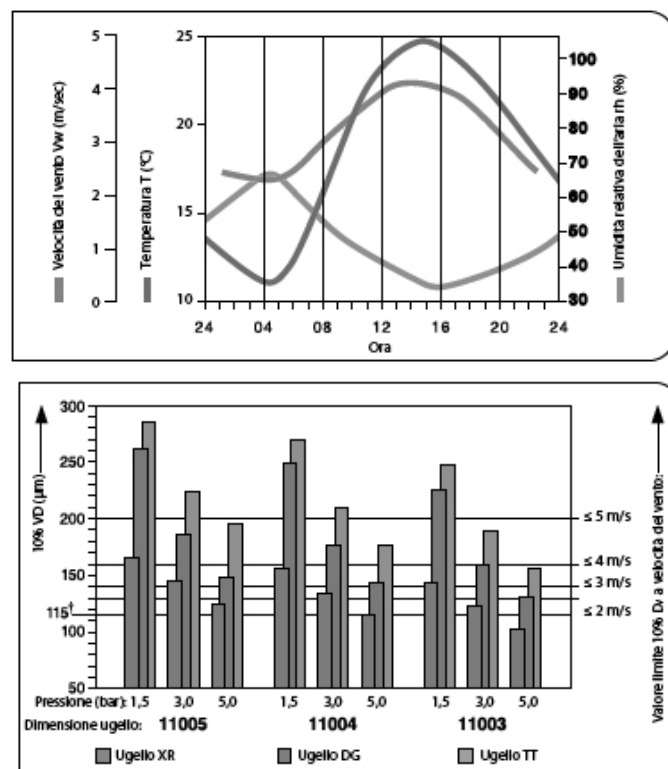 Velocità del vento Vw (m/sec)
5
4
3
2
1
0
Temperatura T (°C)
25
20
15
10
100
90
80
70
60
50
40
30
Umidità relativa dell'aria rh (%)
24 04 08 12 16 20 24
Ora
10% VD (µm)
300
250
200
150
115†
100
50
≤ 5 m/s
≤ 4 m/s
≤ 3 m/s
≤ 2 m/s
Valore limite 10% Dv a velocità del vento:
Pressione (bar): 1,5 3,0 5,0 1,5 3,0 5,0 1,5 3,0 5,0
Dimensione ugello: 11005 11004 11003
Ugello XR Ugello DG Ugello TT